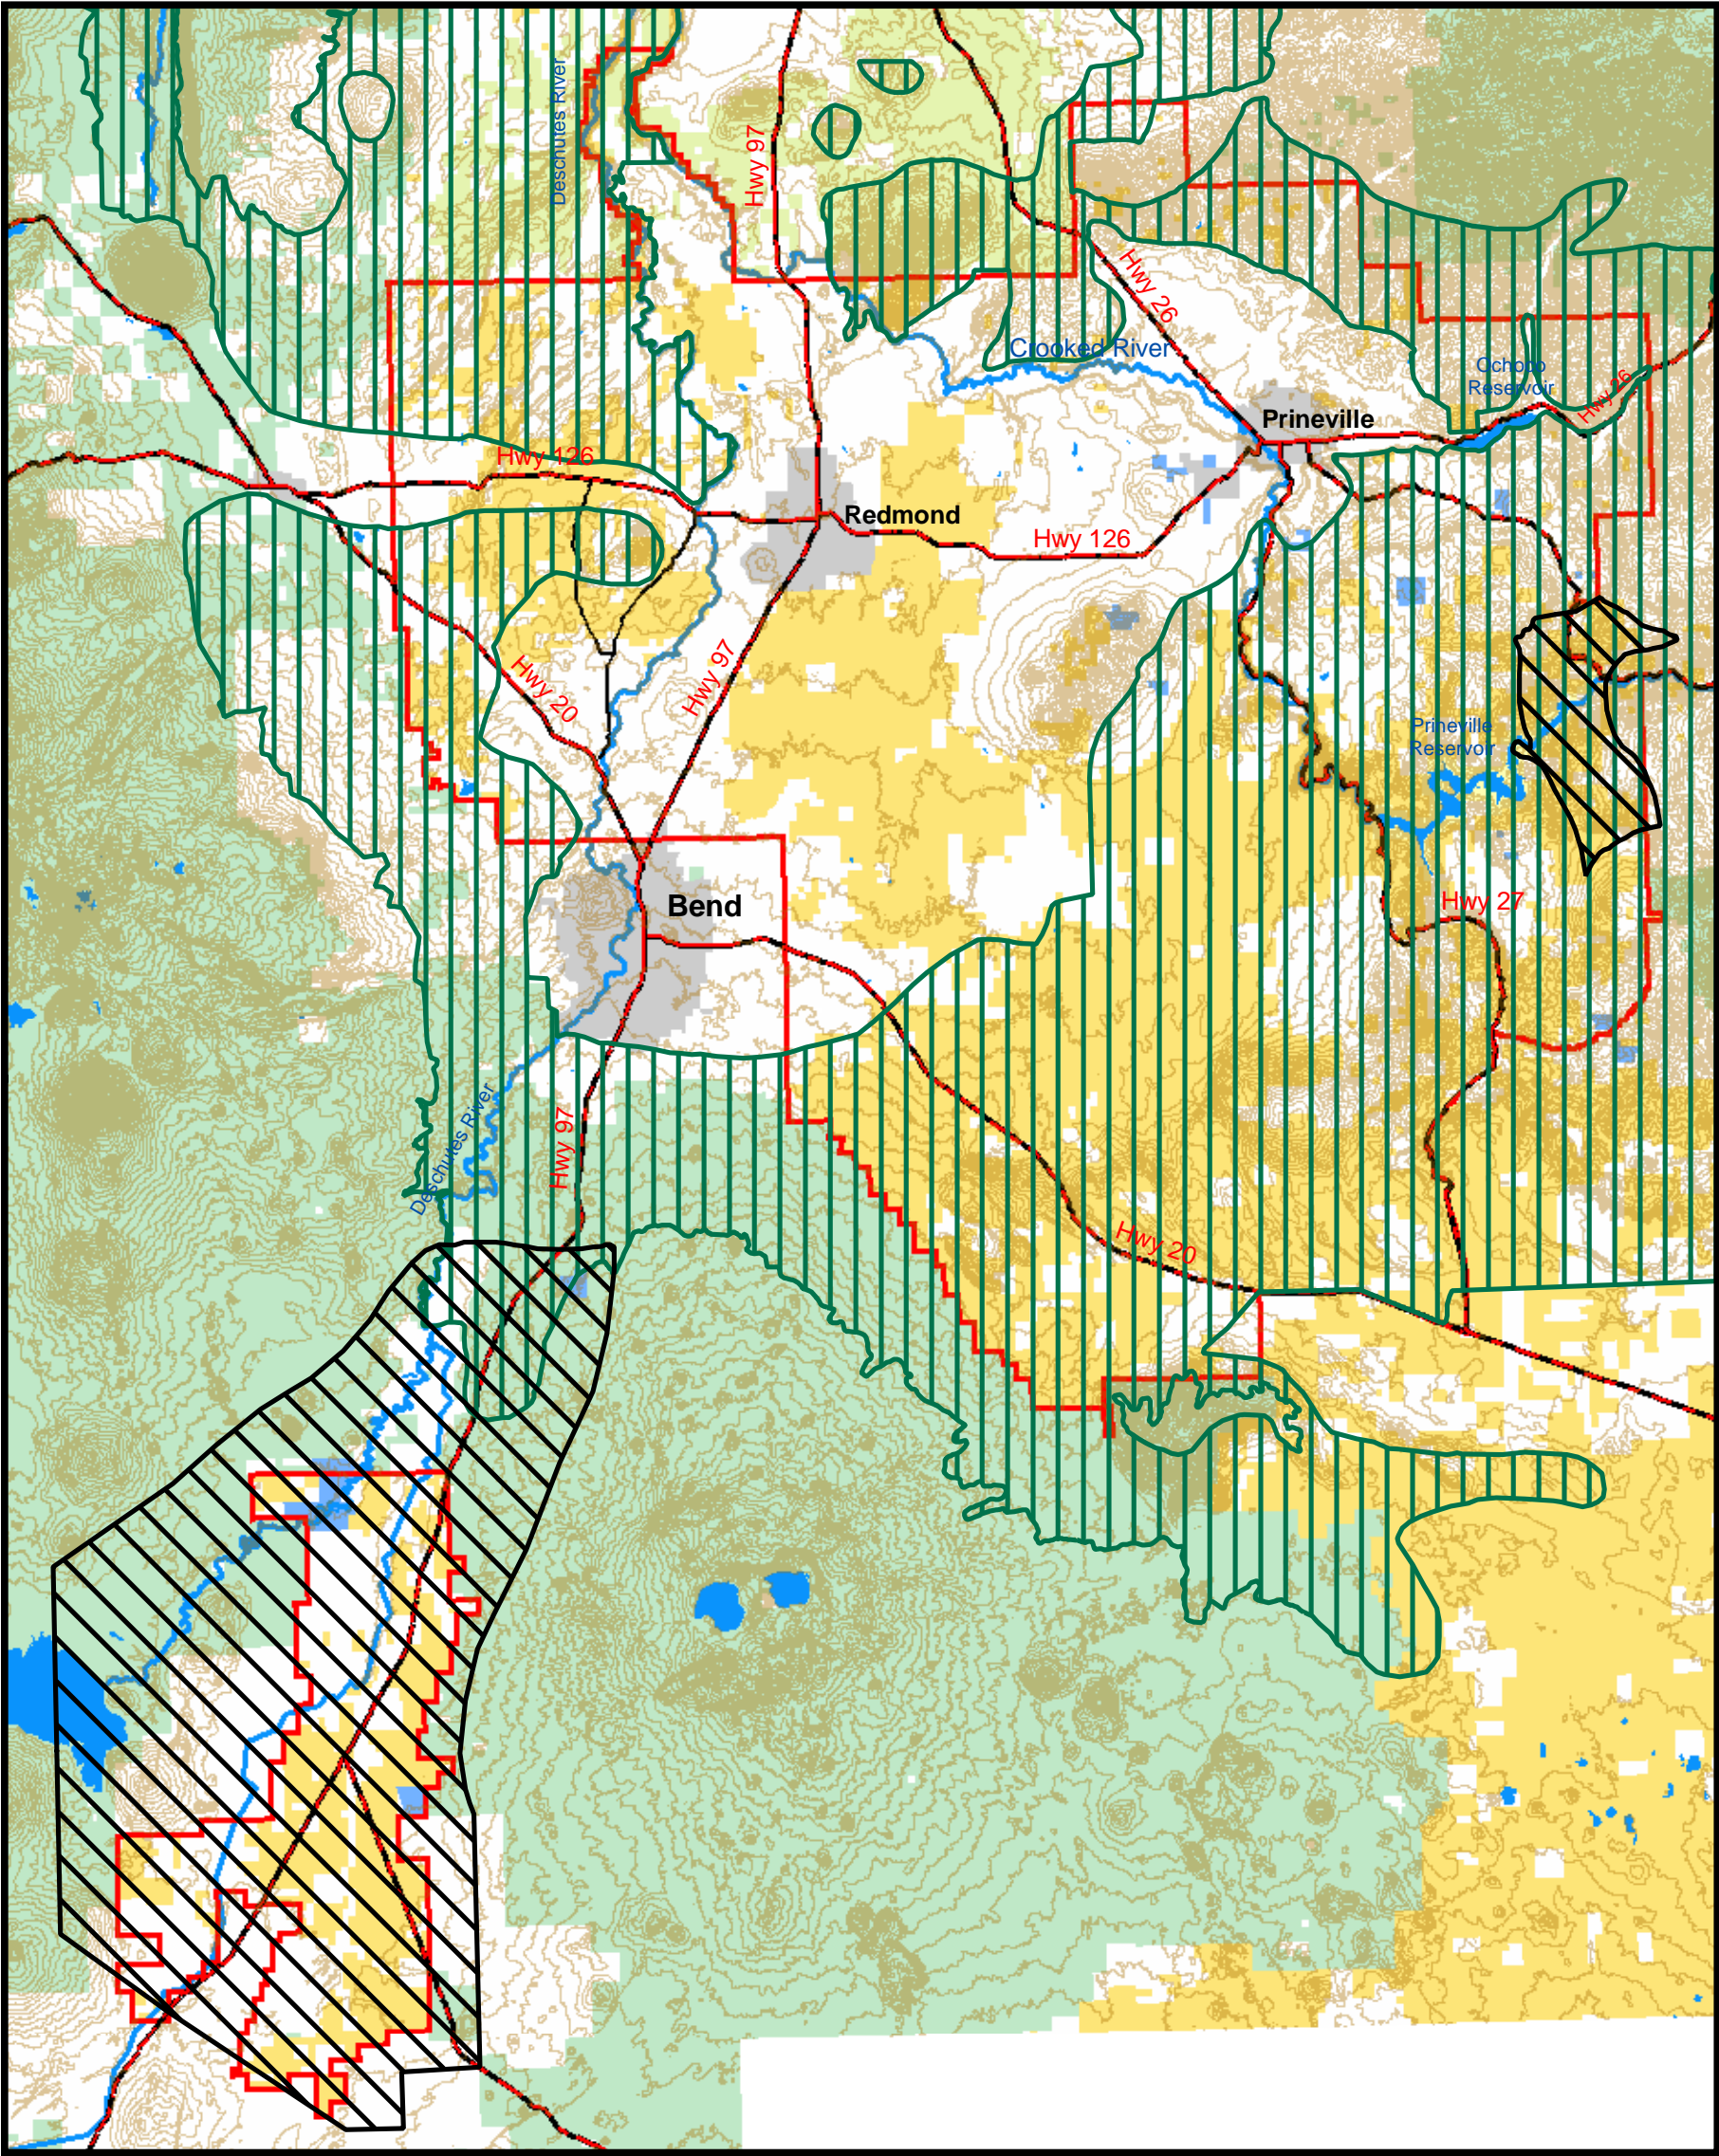 Deschutes River
Hwy 97
Hwy 26
Crooked River
Ochoco
Reservoir
Hwy 26
Prineville
Hwy 126
Redmond
Hwy 126
Hwy 20
Hwy 97
Prineville
Reservoir
Bend
Hwy 27
Deschutes River
Hwy 97
Hwy 20